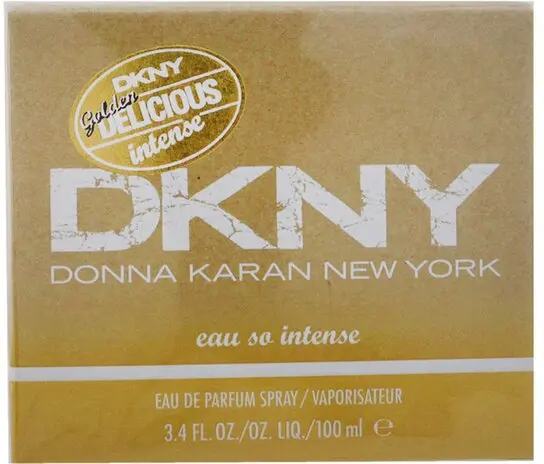 DKNY
Golden
DELICIOUS
intense
DKNY
DONNA KARAN NEW YORK
eau so intense
EAU DE PARFUM SPRAY/VAPORISATEUR
3.4 FL. OZ./OZ. LIQ./100 ml ℮